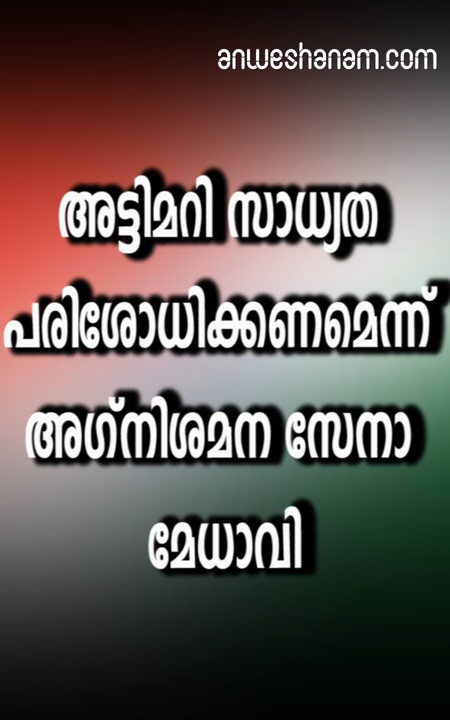 anweshanam.com
അട്ടിമറി സാധ്യത
പരിശോധിക്കണമെന്ന്
അഗ്‌നിശമന സേനാ
മേധാവി